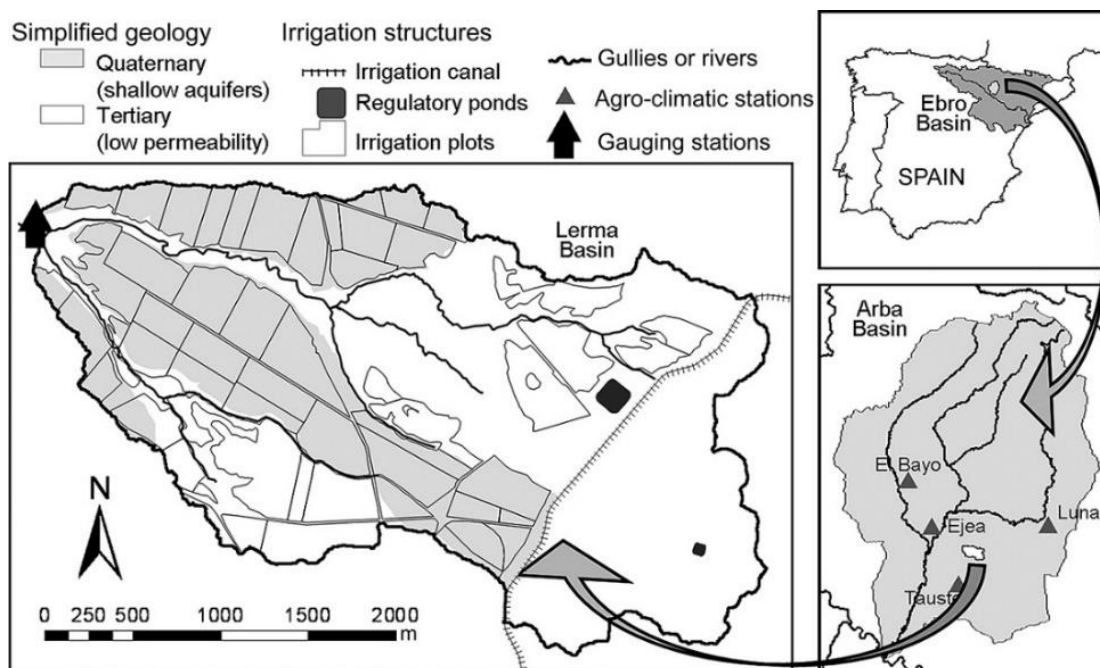 Simplified geology
Quaternary
(shallow aquifers)
Tertiary
(low permeability)
Irrigation structures
Irrigation canal
Regulatory ponds
Irrigation plots
Gullies or rivers
Agro-climatic stations
Gauging stations
Lerma
Basin
N
0 250 500 1000 1500 2000
m
Ebro
Basin
SPAIN
Arba
Basin
El Bayo
Ejea
Luna
Tauste